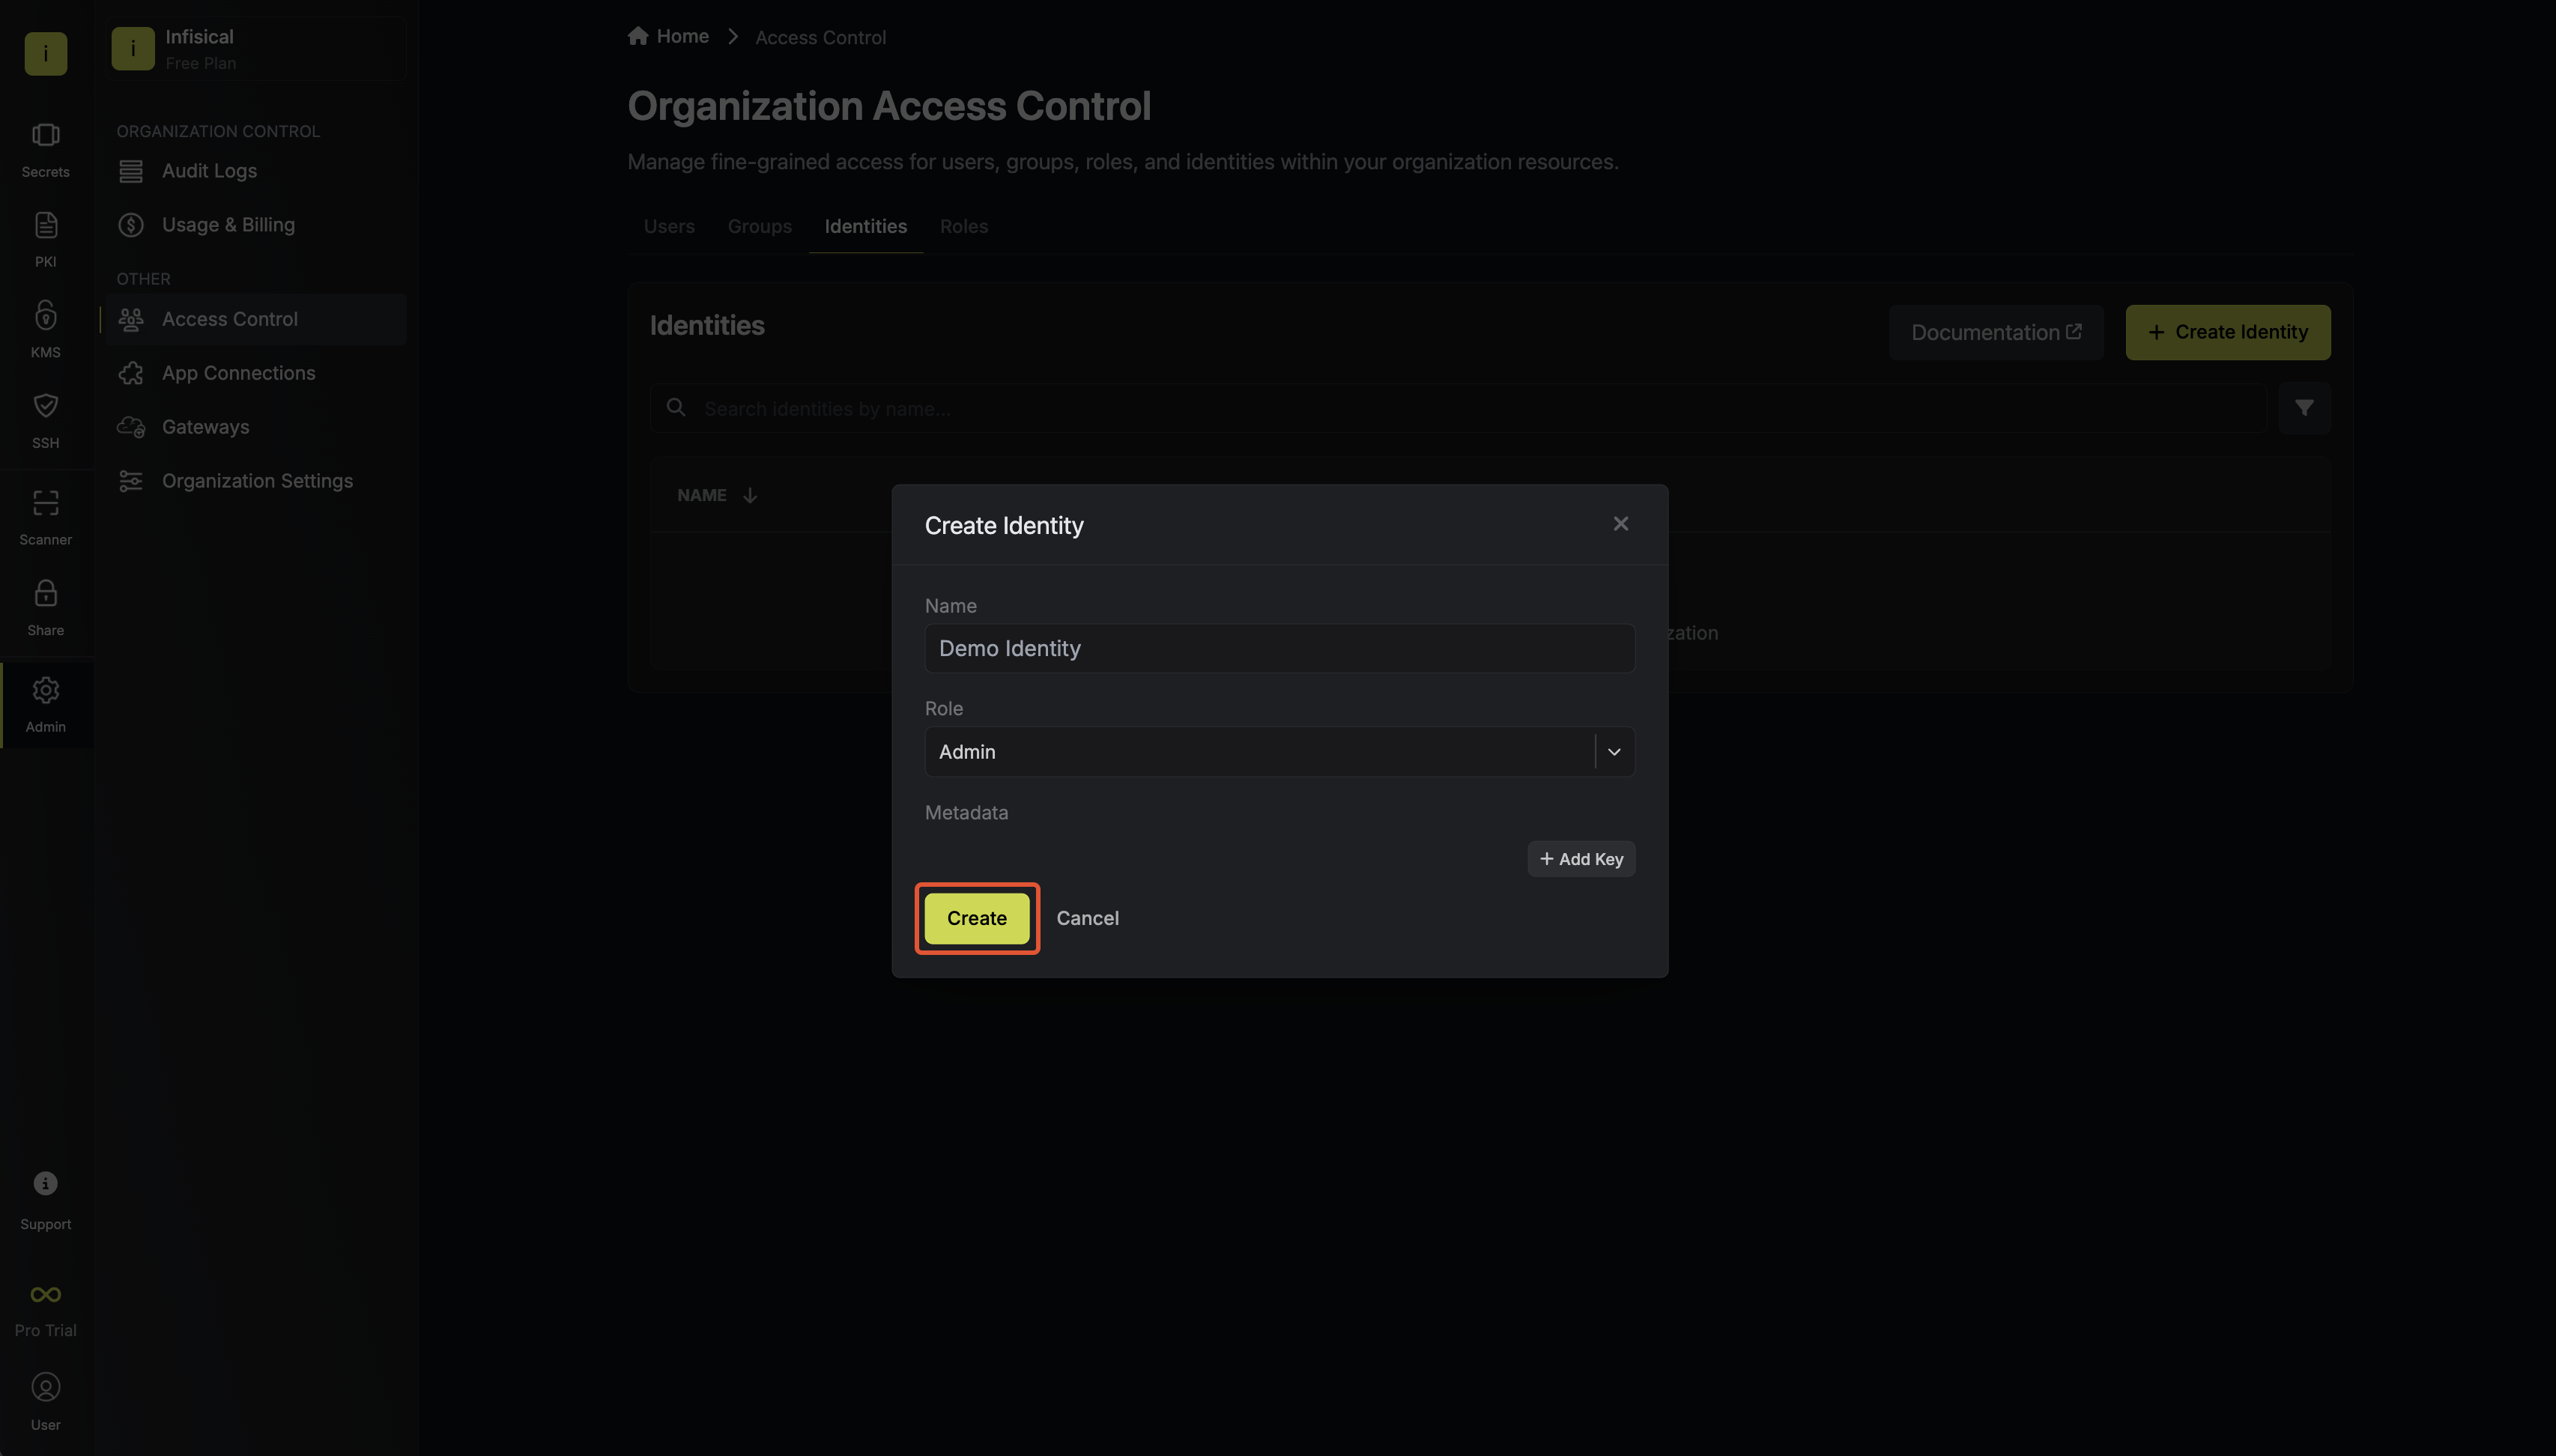 i
i
Infisical
Free Plan
Secrets
PKI
KMS
SSH
Scanner
Share
Admin
Support
Pro Trial
User
ORGANIZATION CONTROL
Audit Logs
Usage & Billing
OTHER
Access Control
App Connections
Gateways
Organization Settings
Home > Access Control
Organization Access Control
Manage fine-grained access for users, groups, roles, and identities within your organization resources.
Users Groups Identities Roles
Identities
Documentation
+ Create Identity
Search identities by name...
NAME
zation
Create Identity
Name
Demo Identity
Role
Admin
Metadata
+ Add Key
Create Cancel